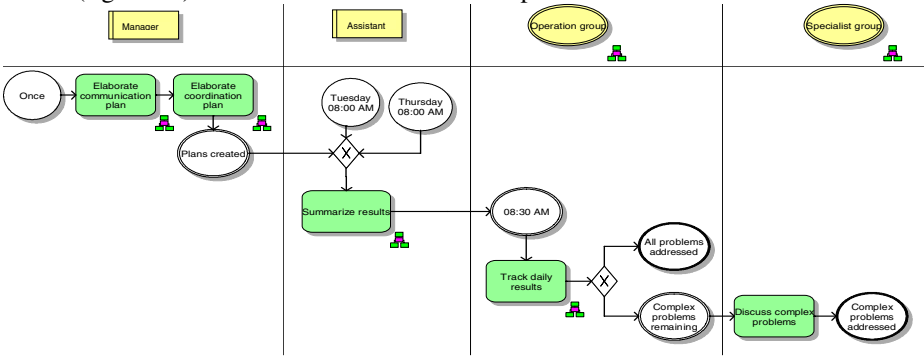 Manager
Assistant
Operation group
Specialist group
Once
Elaborate
communication
plan
Elaborate
coordination
plan
Tuesday
08:00 AM
Thursday
08:00 AM
Plans created
X
Summarize results
08:30 AM
All problems
addressed
Track daily
results
X
Complex
problems
remaining
Discuss complex
problems
Complex
problems
addressed